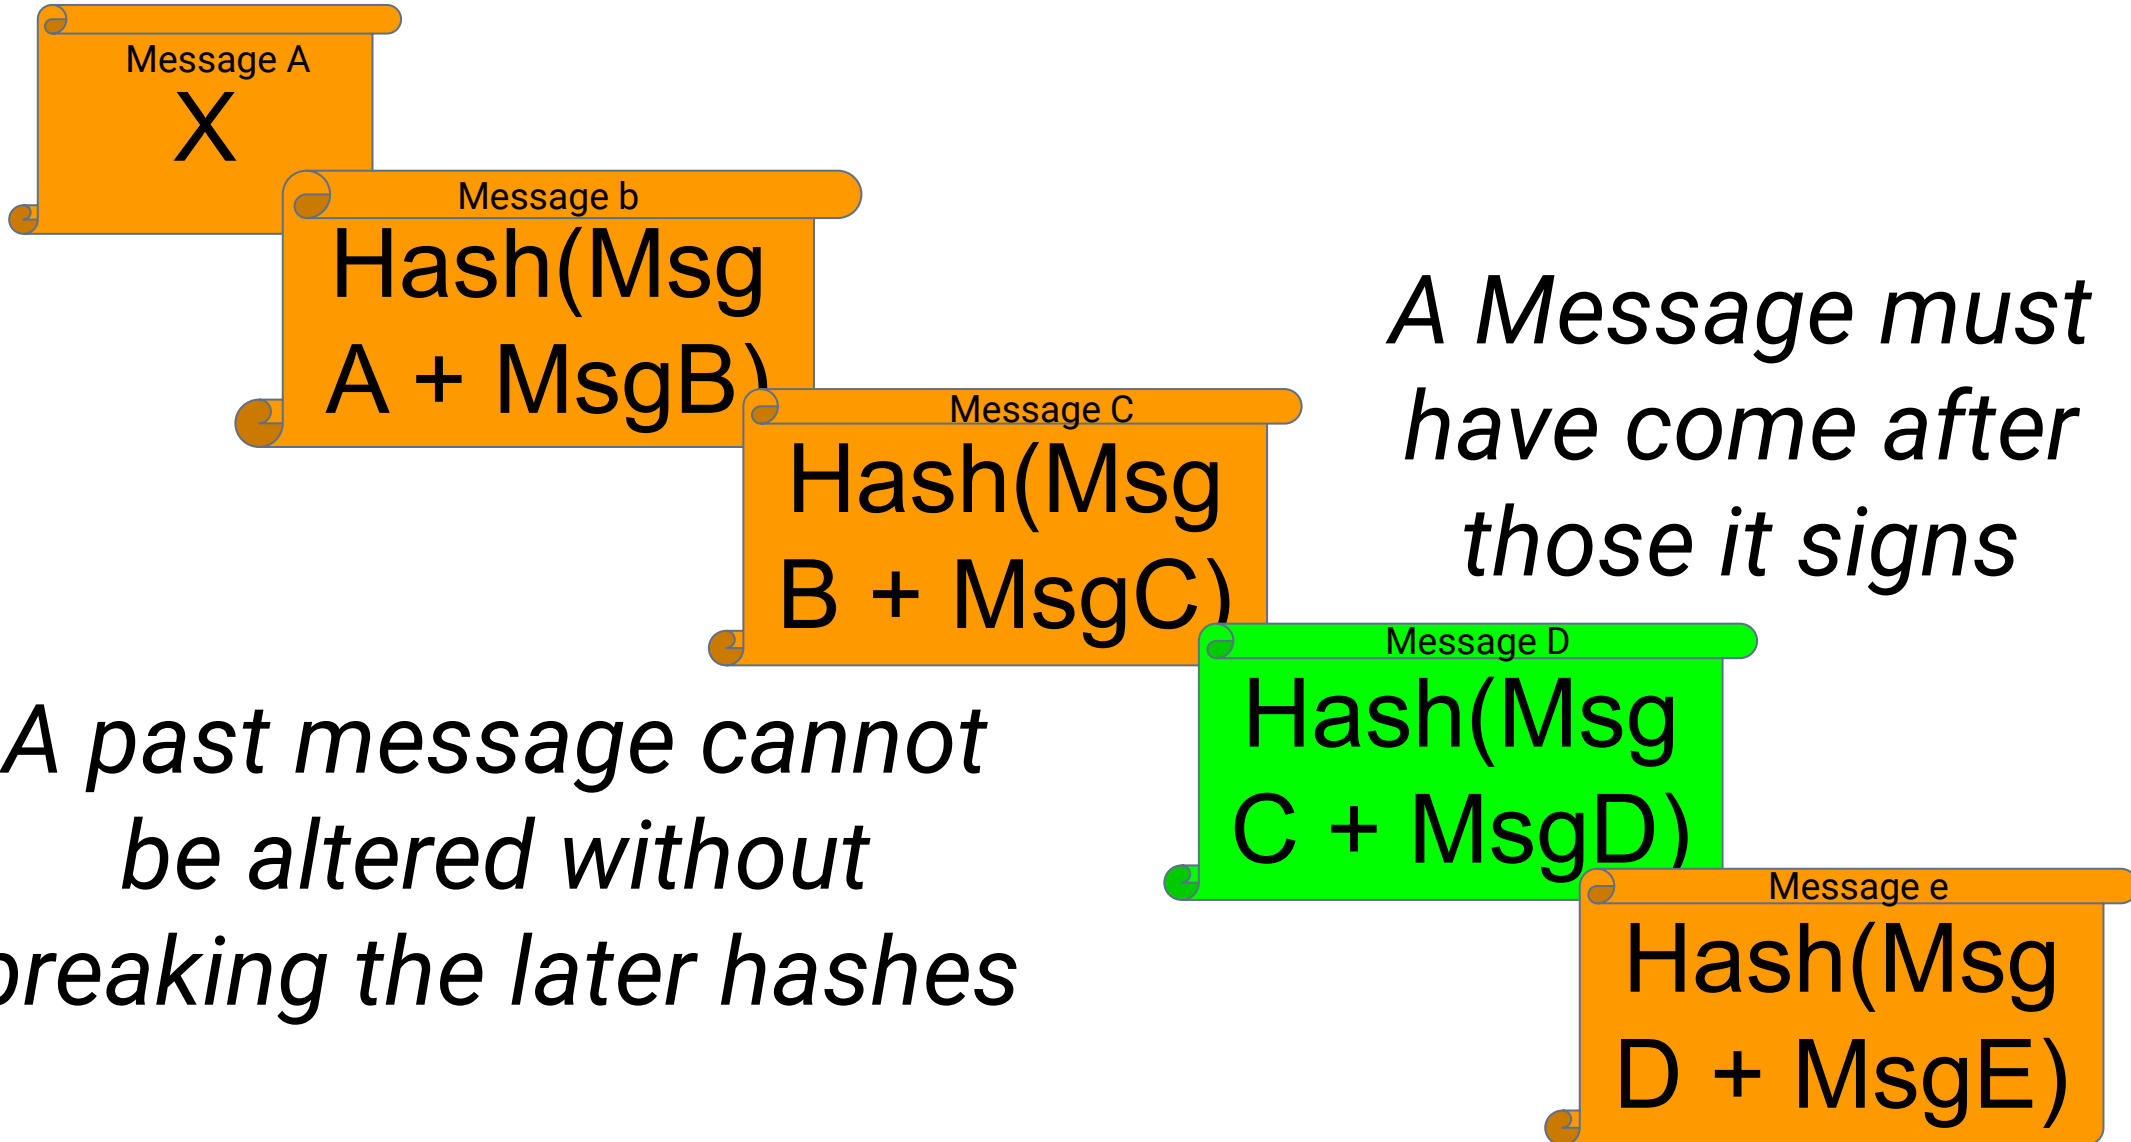 Message A
X
Message b
Hash(Msg
A + MsgB)
Message C
Hash(Msg
B + MsgC)
A Message must
have come after
those it signs
Message D
Hash(Msg
C + MsgD)
A past message cannot
be altered without
breaking the later hashes
Message e
Hash(Msg
D + MsgE)